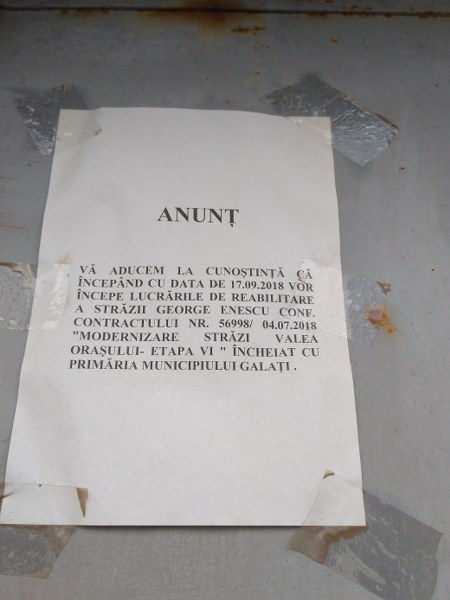 ANUNȚ
VĂ ADUCEM LA CUNOȘTINȚĂ CĂ
ÎNCEPÂND CU DATA DE 17.09.2018 VOR
ÎNCEPE LUCRĂRILE DE REABILITARE
A STRĂZII GEORGE ENESCU CONF.
CONTRACTULUI NR. 56998/ 04.07.2018
"MODERNIZARE STRĂZI VALEA
ORAȘULUI- ETAPA VI " ÎNCHEIAT CU
PRIMĂRIA MUNICIPIULUI GALAȚI .